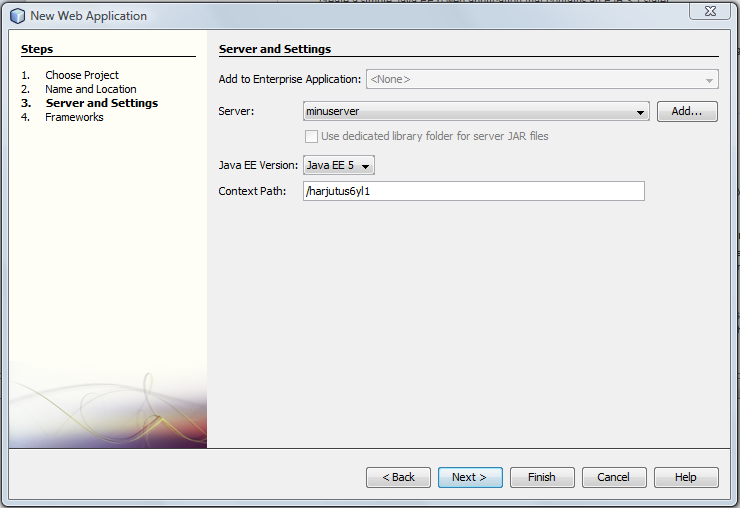 New Web Application
Steps
1. Choose Project
2. Name and Location
3. Server and Settings
4. Frameworks
Server and Settings
Add to Enterprise Application: <None>
Server: minuserver Add...
Use dedicated library folder for server JAR files
Java EE Version: Java EE 5
Context Path: /harjutus6yl1
< Back Next > Finish Cancel Help